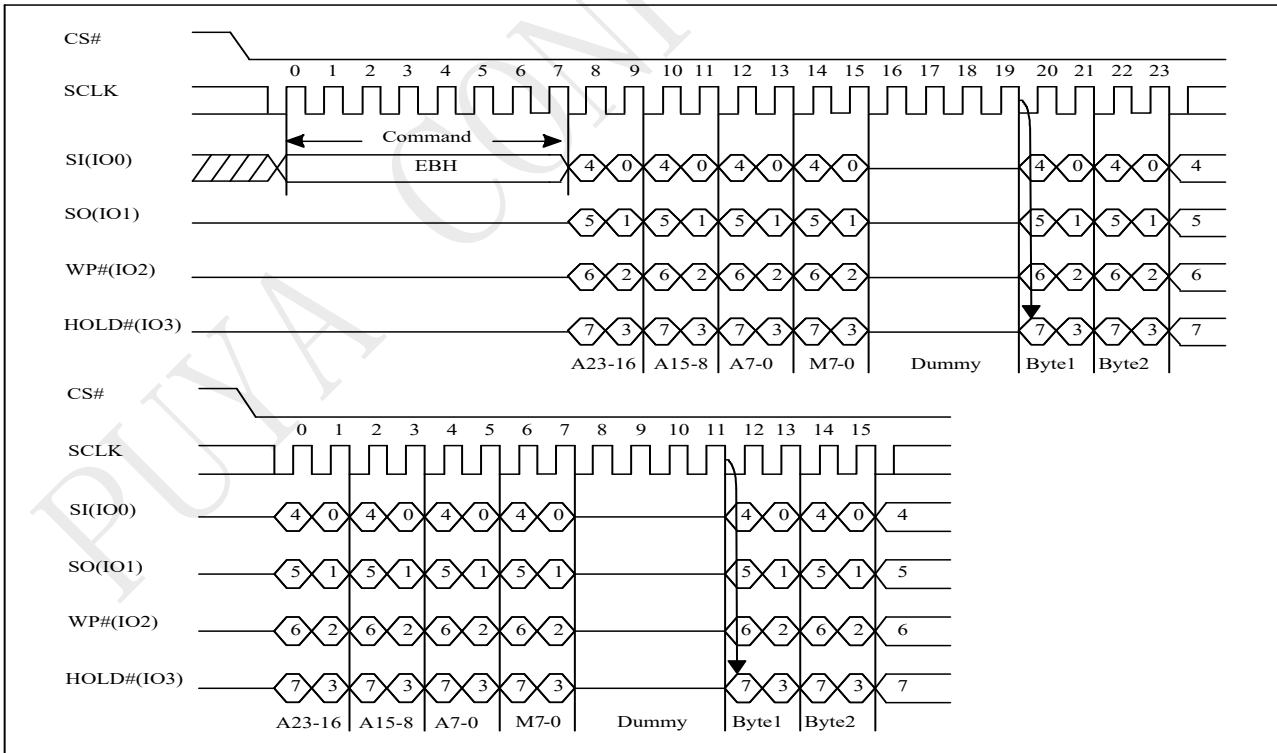 CS#
0 1 2 3 4 5 6 7 8 9 10 11 12 13 14 15 16 17 18 19 20 21 22 23
SCLK
Command
SI(IO0) EBH 4 0 4 0 4 0 4 0 4 0 4 0 4
SO(IO1) 5 1 5 1 5 1 5 1 5 1 5 1 5
WP#(IO2) 6 2 6 2 6 2 6 2 6 2 6 2 6
HOLD#(IO3) 7 3 7 3 7 3 7 3 7 3 7 3 7
A23-16 A15-8 A7-0 M7-0 Dummy Byte1 Byte2
CS#
0 1 2 3 4 5 6 7 8 9 10 11 12 13 14 15
SCLK
SI(IO0) 4 0 4 0 4 0 4 0 4 0 4 0 4
SO(IO1) 5 1 5 1 5 1 5 1 5 1 5 1 5
WP#(IO2) 6 2 6 2 6 2 6 2 6 2 6 2 6
HOLD#(IO3) 7 3 7 3 7 3 7 3 7 3 7 3 7
A23-16 A15-8 A7-0 M7-0 Dummy Byte1 Byte2
PUYA